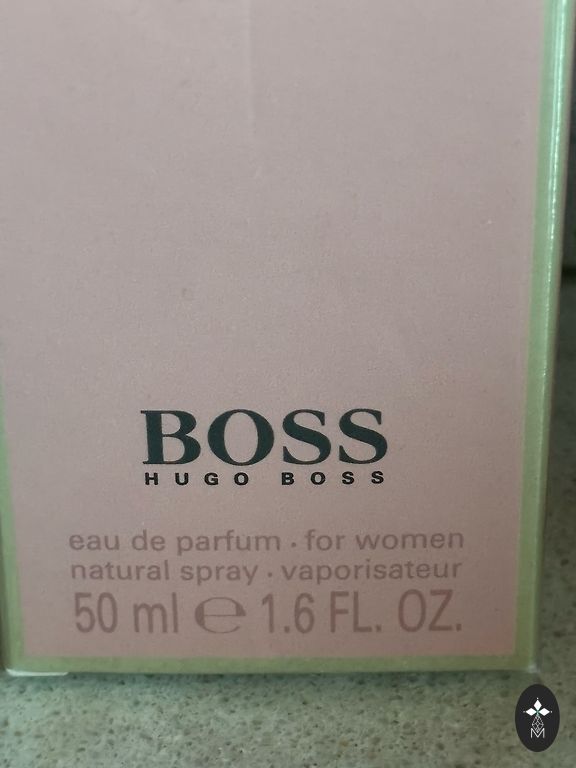 BOSS
HUGO BOSS
eau de parfum · for women
natural spray · vaporisateur
50 ml ℮ 1.6 FL. OZ.
M